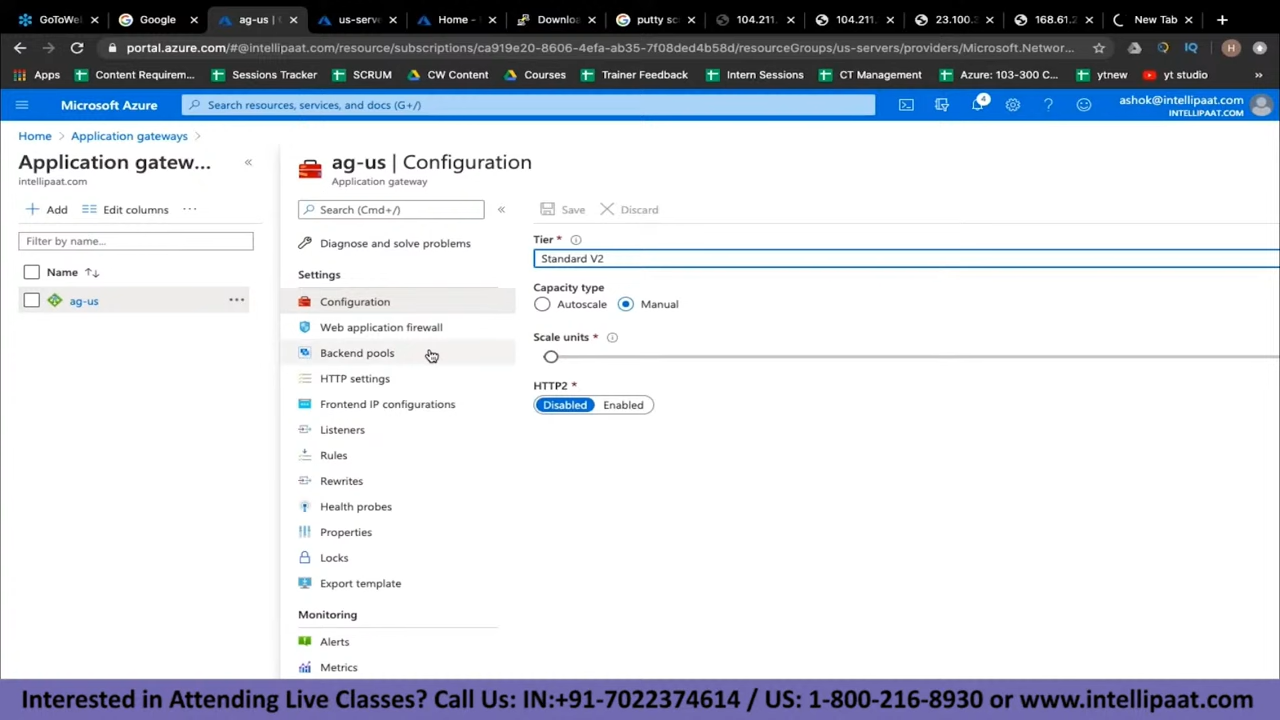 GoToWel
Google
ag-us |
us-serve
Home -
Downloa
putty sc
104.211.
104.211.
23.100.3
168.61.2
New Tab
portal.azure.com/#@intellipaat.com/resource/subscriptions/ca919e20-8606-4efa-ab35-7f08ded4b58d/resourceGroups/us-servers/providers/Microsoft.Networ...
Apps
Content Requirem...
Sessions Tracker
SCRUM
CW Content
Courses
Trainer Feedback
Intern Sessions
CT Management
Azure: 103-300 C...
ytnew
yt studio
»
Microsoft Azure
Search resources, services, and docs (G+/)
4
ashok@intellipaat.com
INTELLIPAAT.COM
Home > Application gateways >
Application gatew...
intellipaat.com
Add
Edit columns
Filter by name...
Name
ag-us
ag-us | Configuration
Application gateway
Search (Cmd+/)
Diagnose and solve problems
Settings
Configuration
Web application firewall
Backend pools
HTTP settings
Frontend IP configurations
Listeners
Rules
Rewrites
Health probes
Properties
Locks
Export template
Monitoring
Alerts
Metrics
Save
Discard
Tier *
Standard V2
Capacity type
Autoscale
Manual
Scale units *
HTTP2 *
Disabled
Enabled
Interested in Attending Live Classes? Call Us: IN:+91-7022374614 / US: 1-800-216-8930 or www.intellipaat.com